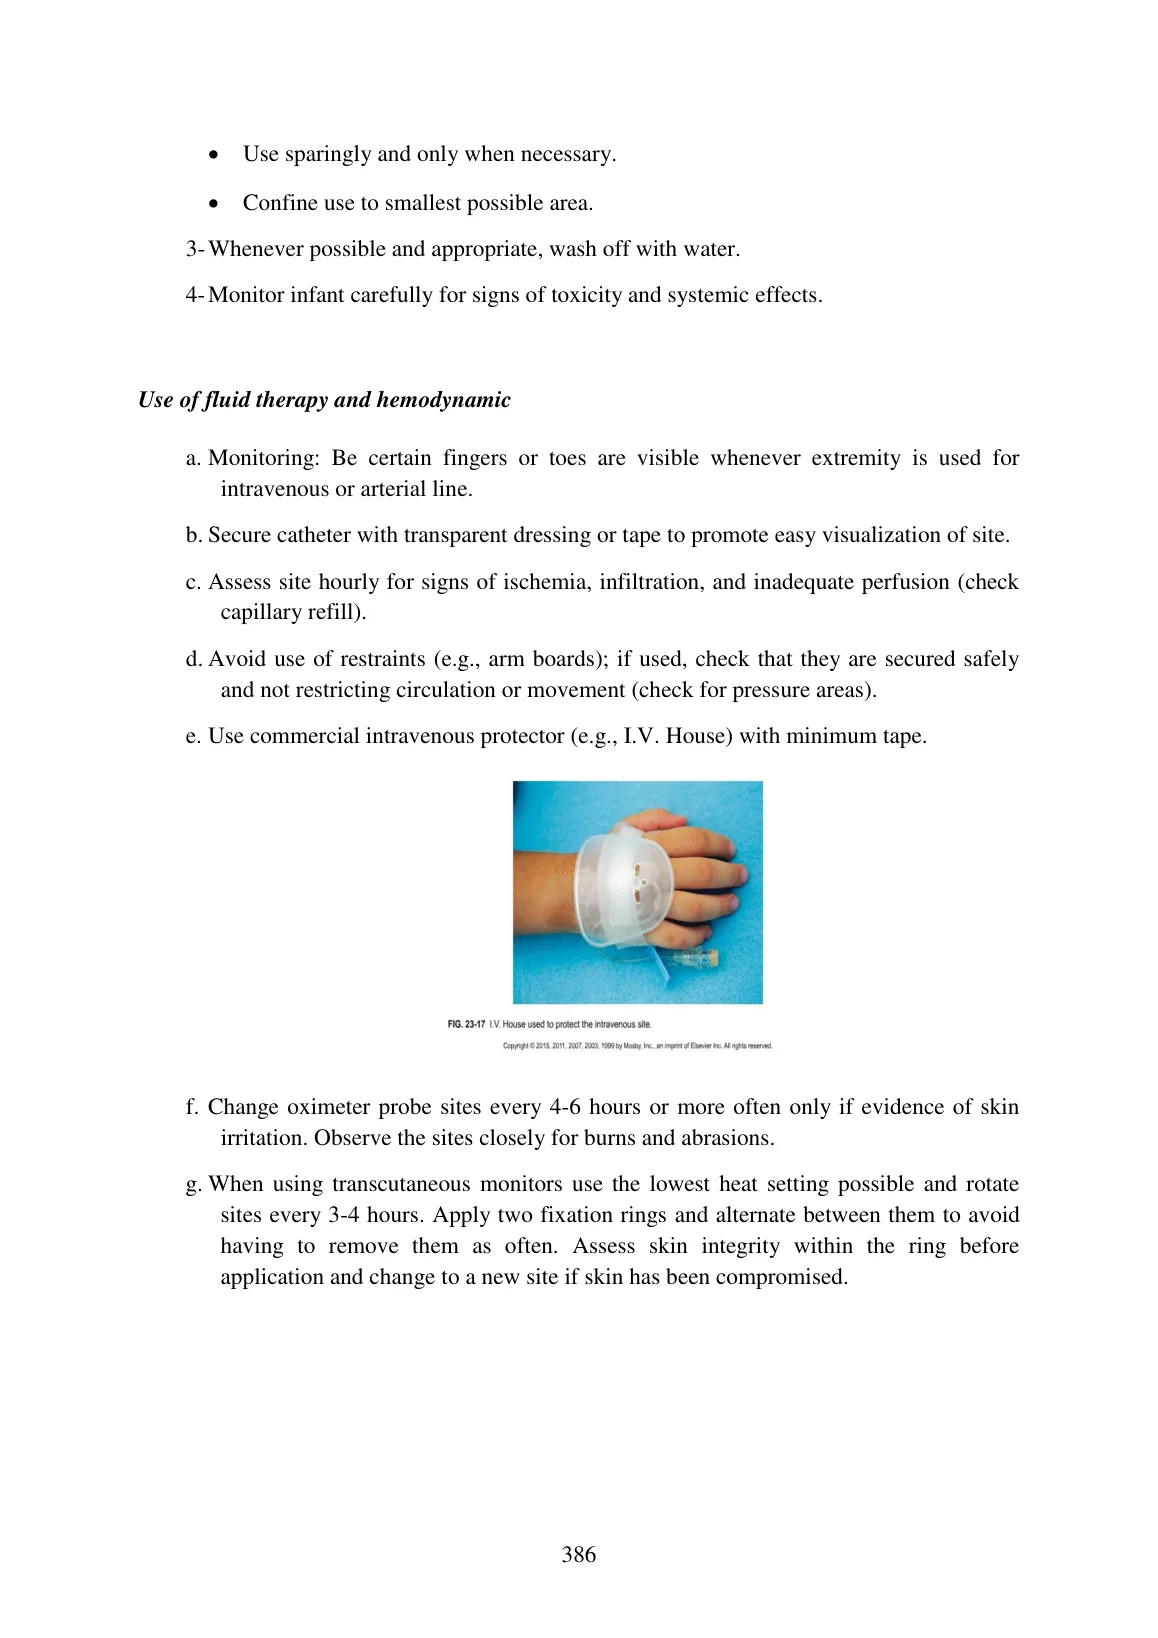 • Use sparingly and only when necessary.
• Confine use to smallest possible area.
3- Whenever possible and appropriate, wash off with water.
4- Monitor infant carefully for signs of toxicity and systemic effects.
Use of fluid therapy and hemodynamic
a. Monitoring: Be certain fingers or toes are visible whenever extremity is used for
intravenous or arterial line.
b. Secure catheter with transparent dressing or tape to promote easy visualization of site.
c. Assess site hourly for signs of ischemia, infiltration, and inadequate perfusion (check
capillary refill).
d. Avoid use of restraints (e.g., arm boards); if used, check that they are secured safely
and not restricting circulation or movement (check for pressure areas).
e. Use commercial intravenous protector (e.g., I.V. House) with minimum tape.
FIG. 23-17 I.V. House used to protect the intravenous site.
Copyright © 2015, 2011, 2007, 2003, 1999 by Mosby, Inc., an imprint of Elsevier Inc. All rights reserved.
f. Change oximeter probe sites every 4-6 hours or more often only if evidence of skin
irritation. Observe the sites closely for burns and abrasions.
g. When using transcutaneous monitors use the lowest heat setting possible and rotate
sites every 3-4 hours. Apply two fixation rings and alternate between them to avoid
having to remove them as often. Assess skin integrity within the ring before
application and change to a new site if skin has been compromised.
386